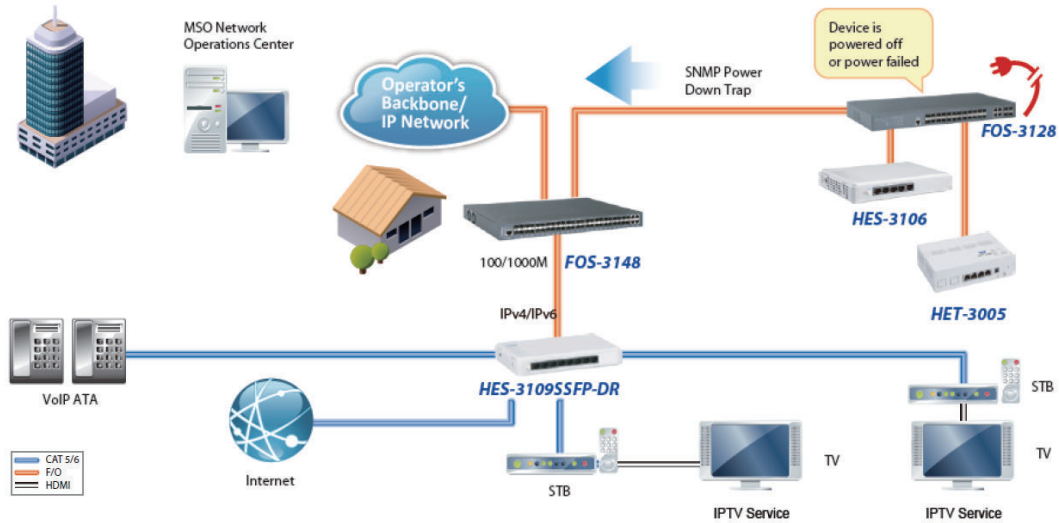 MSO Network
Operations Center
Operator's
Backbone/
IP Network
SNMP Power
Down Trap
Device is
powered off
or power failed
FOS-3128
HES-3106
HET-3005
100/1000M
FOS-3148
IPv4/IPv6
HES-3109SSFP-DR
VoIP ATA
Internet
STB
TV
IPTV Service
STB
TV
IPTV Service
CAT 5/6
F/O
HDMI